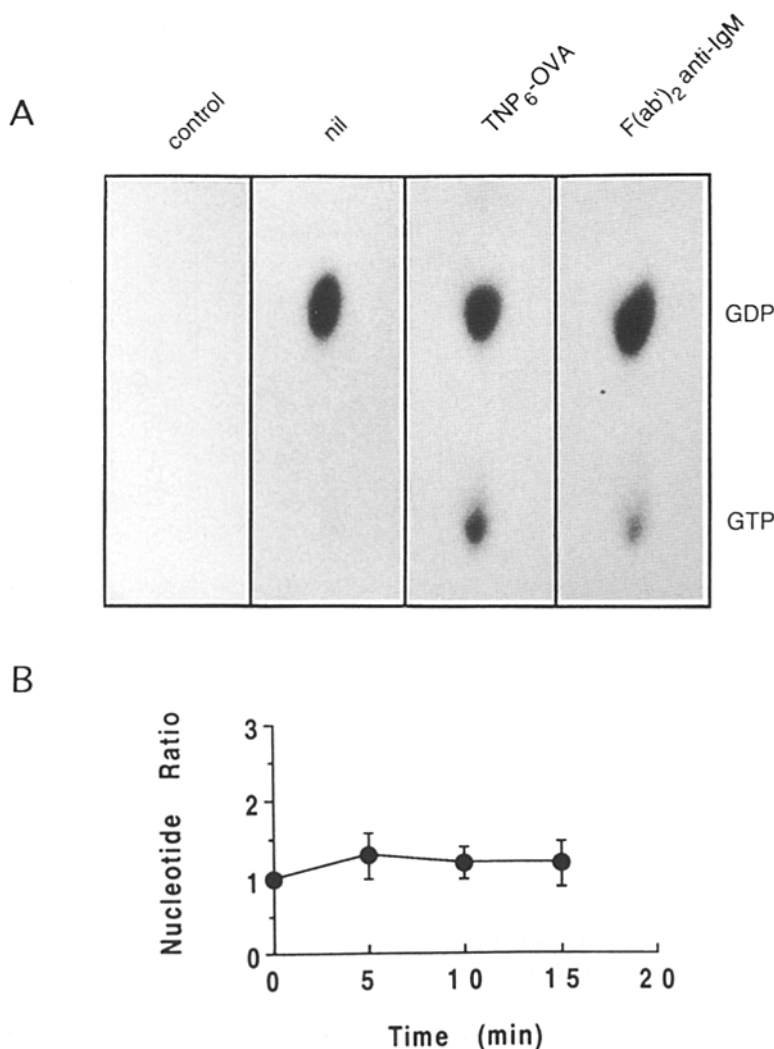 A
control
nil
TNP6-OVA
F(ab')2 anti-IgM
GDP
GTP
B
Nucleotide Ratio
3
2
1
0
0 5 10 15 20
Time (min)